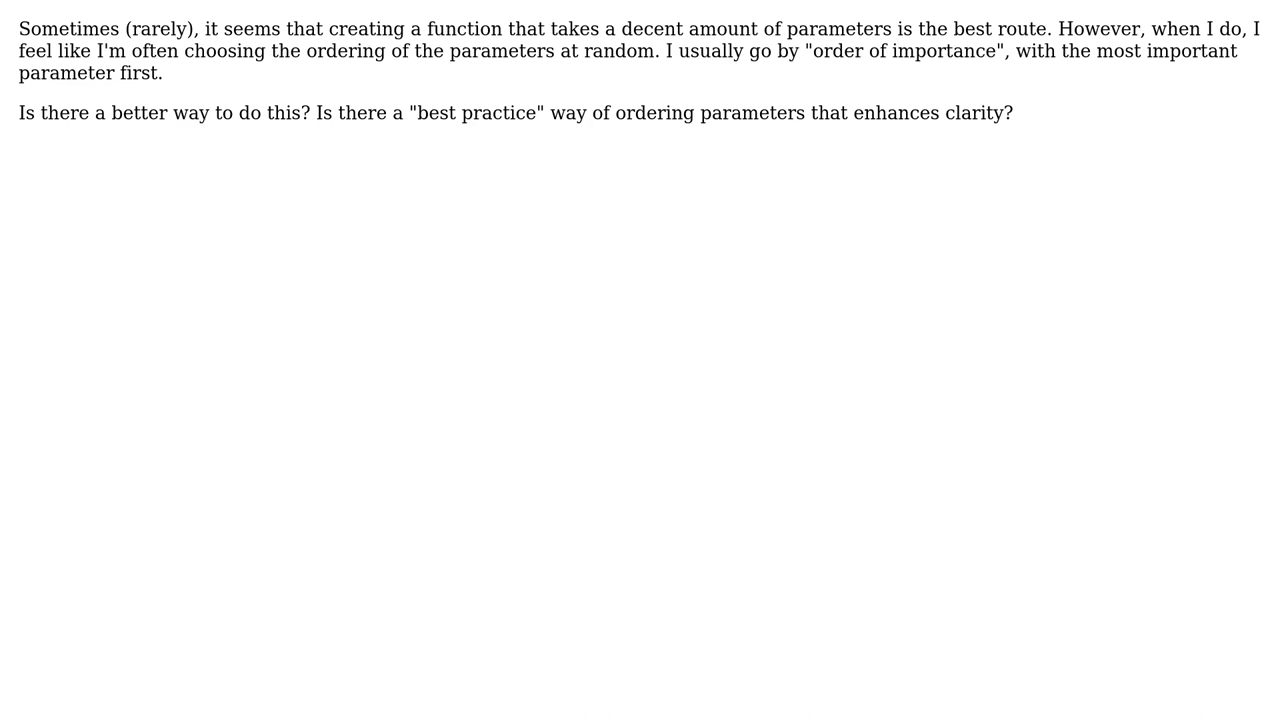 Sometimes (rarely), it seems that creating a function that takes a decent amount of parameters is the best route. However, when I do, I
feel like I'm often choosing the ordering of the parameters at random. I usually go by "order of importance", with the most important
parameter first.
Is there a better way to do this? Is there a "best practice" way of ordering parameters that enhances clarity?